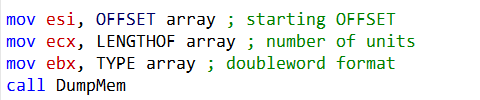 mov esi, OFFSET array ; starting OFFSET
mov ecx, LENGTHOF array ; number of units
mov ebx, TYPE array ; doubleword format
call DumpMem